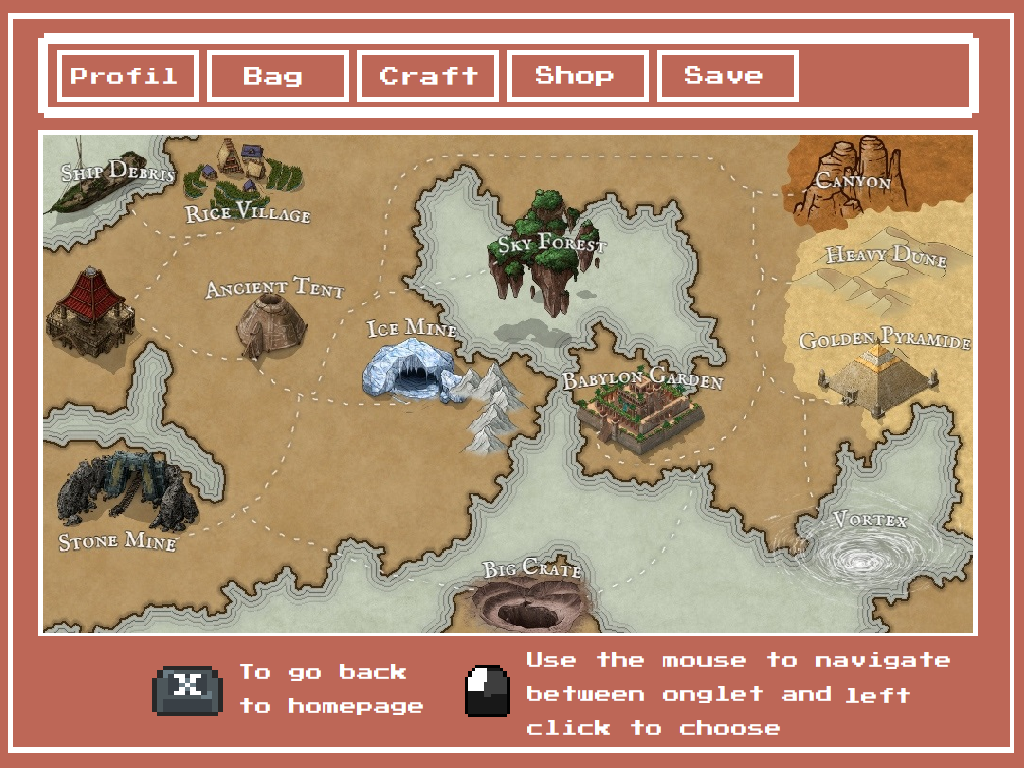 Profil
Bag
Craft
Shop
Save
Ship Debris
Rice Village
Canyon
Sky Forest
Heavy Dune
Ancient Tent
Ice Mine
Golden Pyramide
Babylon Garden
Stone Mine
Vortex
Big Crate
X
To go back
to homepage
Use the mouse to navigate
between onglet and left
click to choose